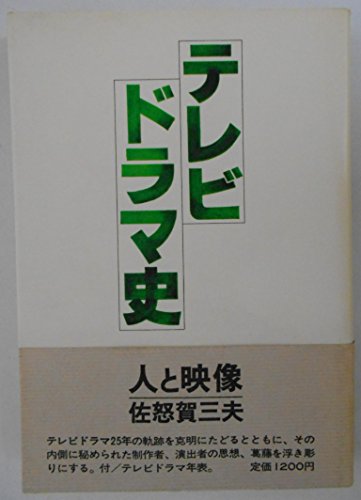 テレビ
ドラマ史
人と映像
佐怒賀三夫
テレビドラマ25年の軌跡を克明にたどるとともに、その
内側に秘められた制作者、演出者の思想、葛藤を浮き彫
りにする。付/テレビドラマ年表。 定価1200円